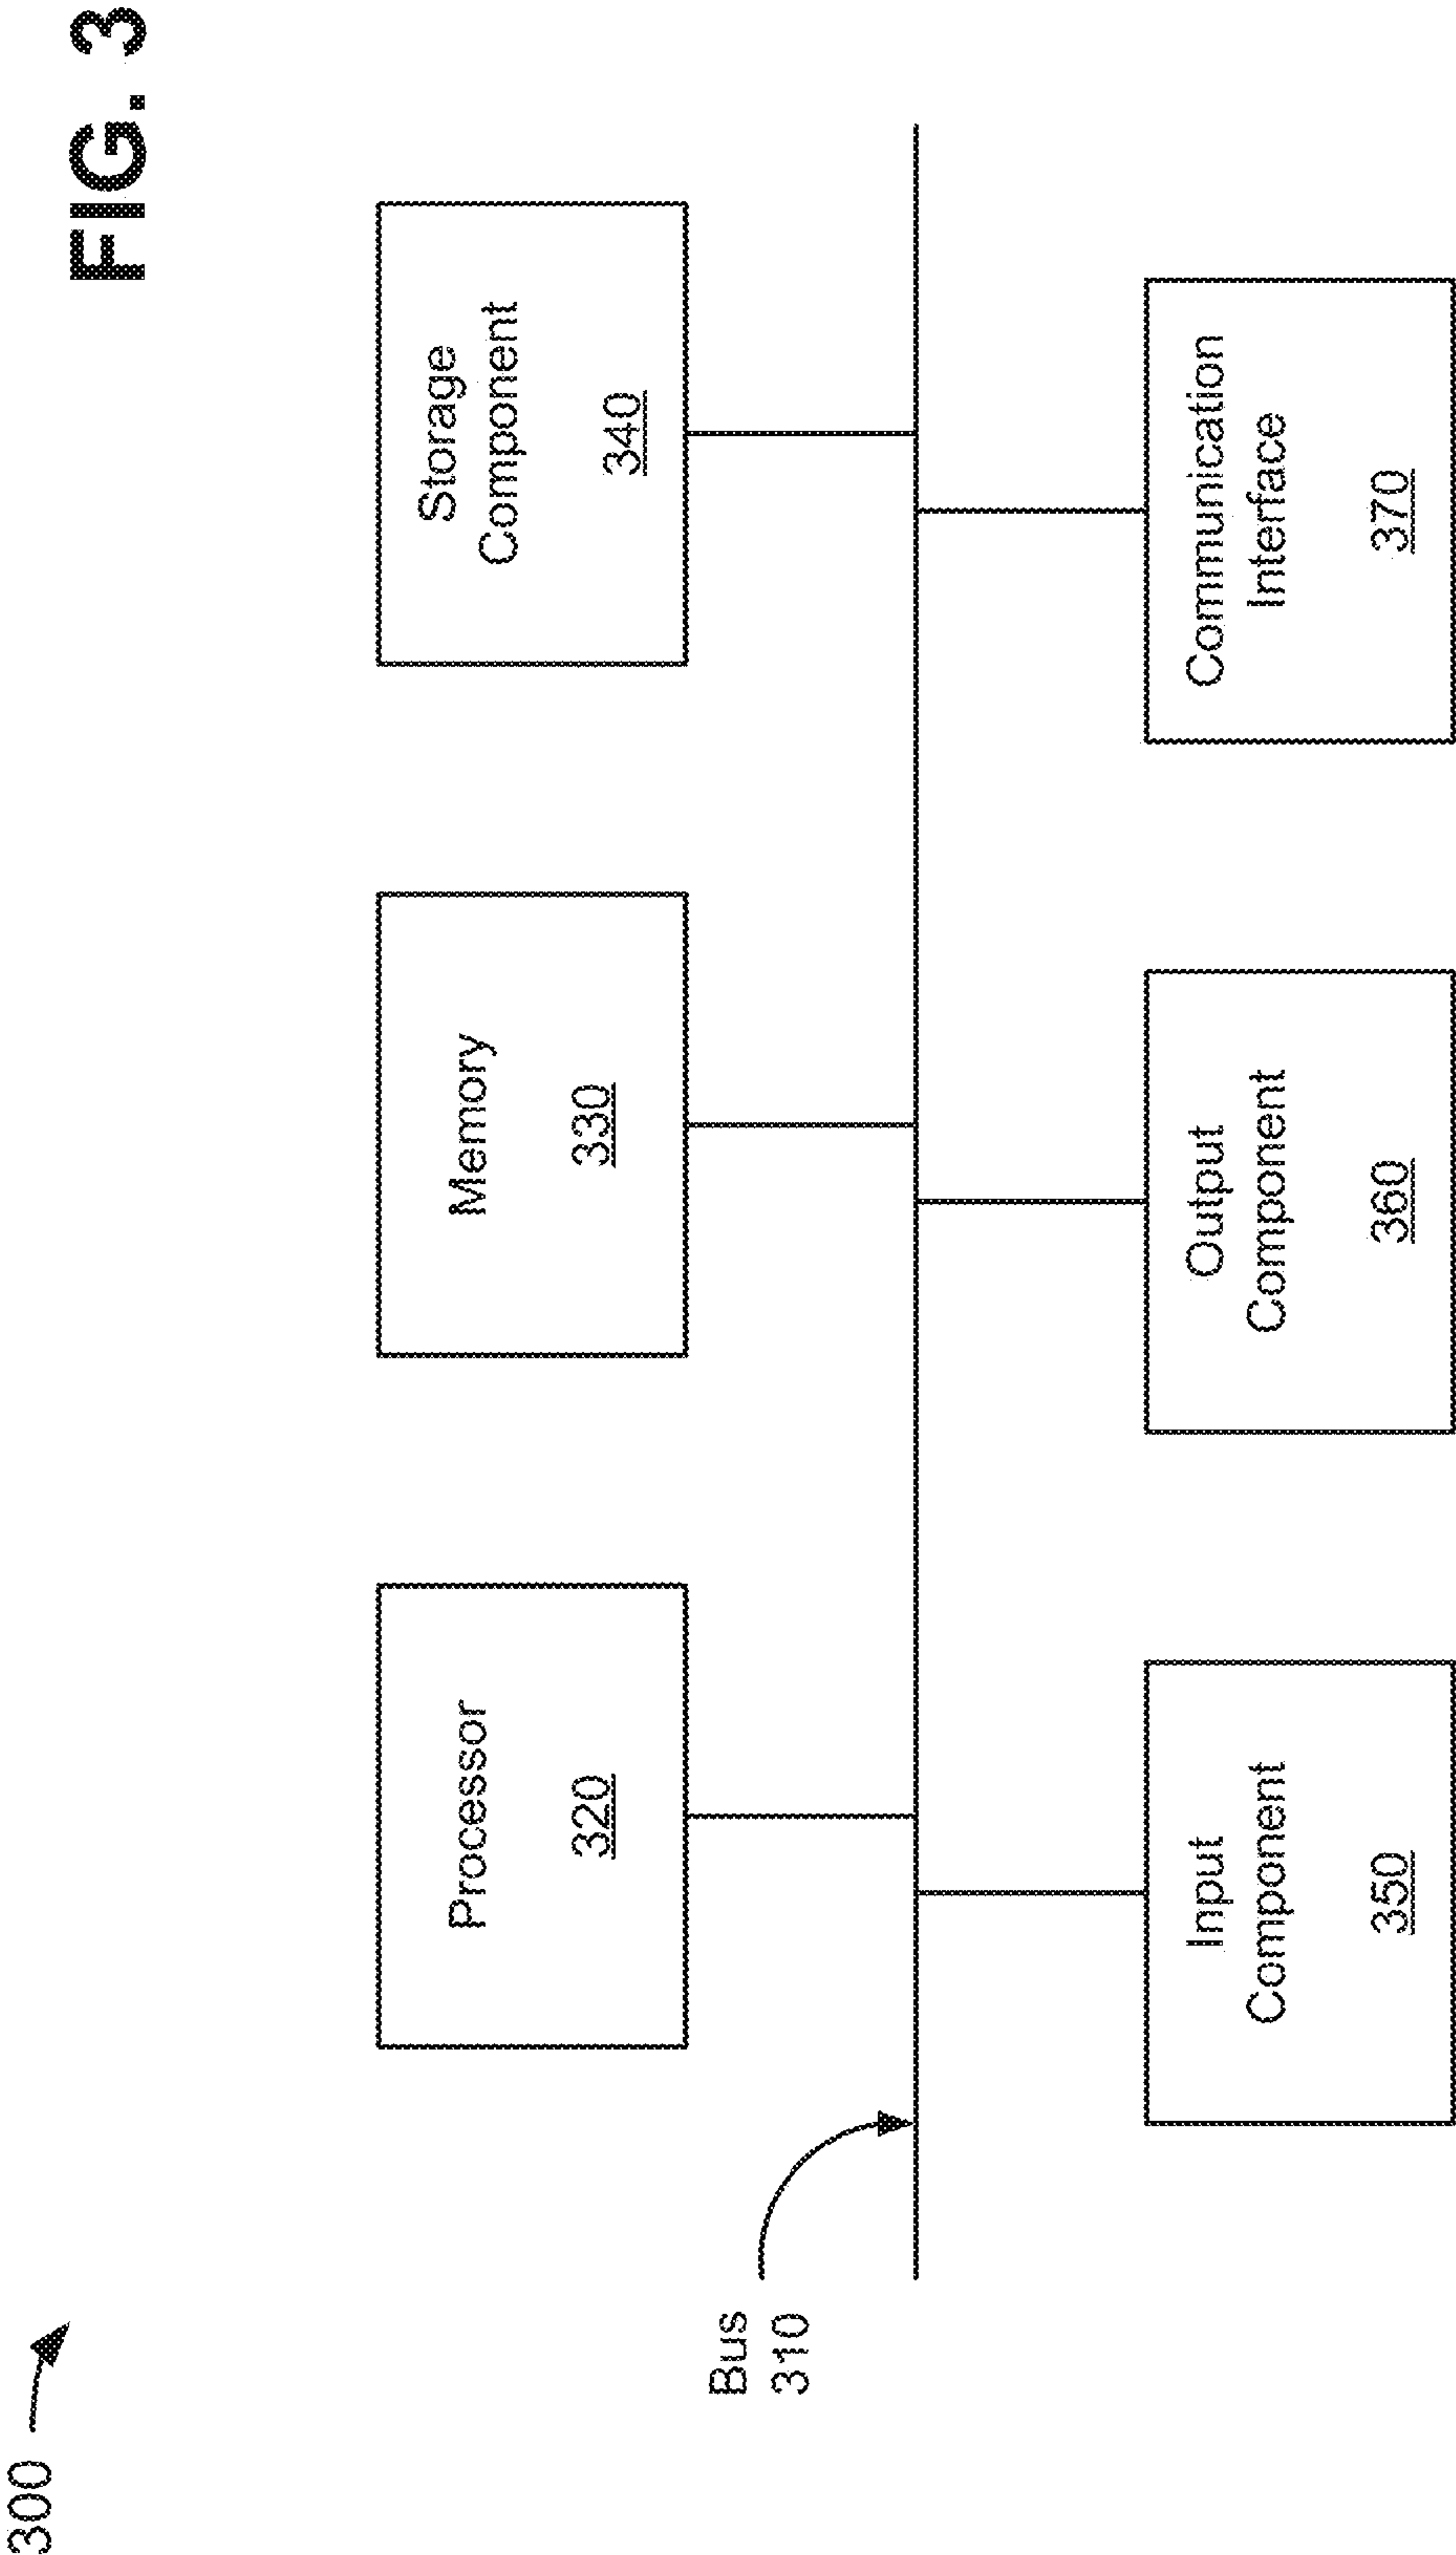 FIG. 3
300
Processor
320
Memory
330
Storage
Component
340
Bus
310
Input
Component
350
Output
Component
360
Communication
Interface
370